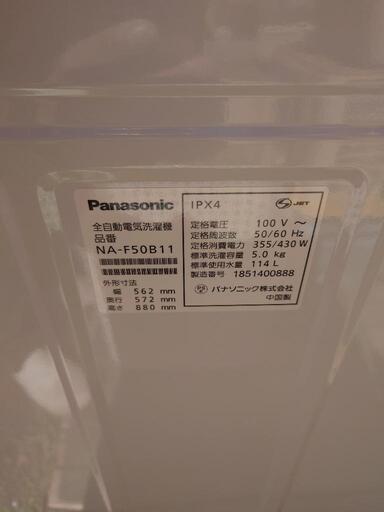 Panasonic
全自動電気洗濯機
品番
NA-F50B11
外形寸法
幅 562 mm
奥行 572 mm
高さ 880 mm
IPX4
S JET
定格電圧 100 V ～
定格周波数 50/60 Hz
定格消費電力 355/430 W
標準洗濯容量 5.0 kg
標準使用水量 114 L
製造番号 1851400888
パナソニック株式会社
中国製